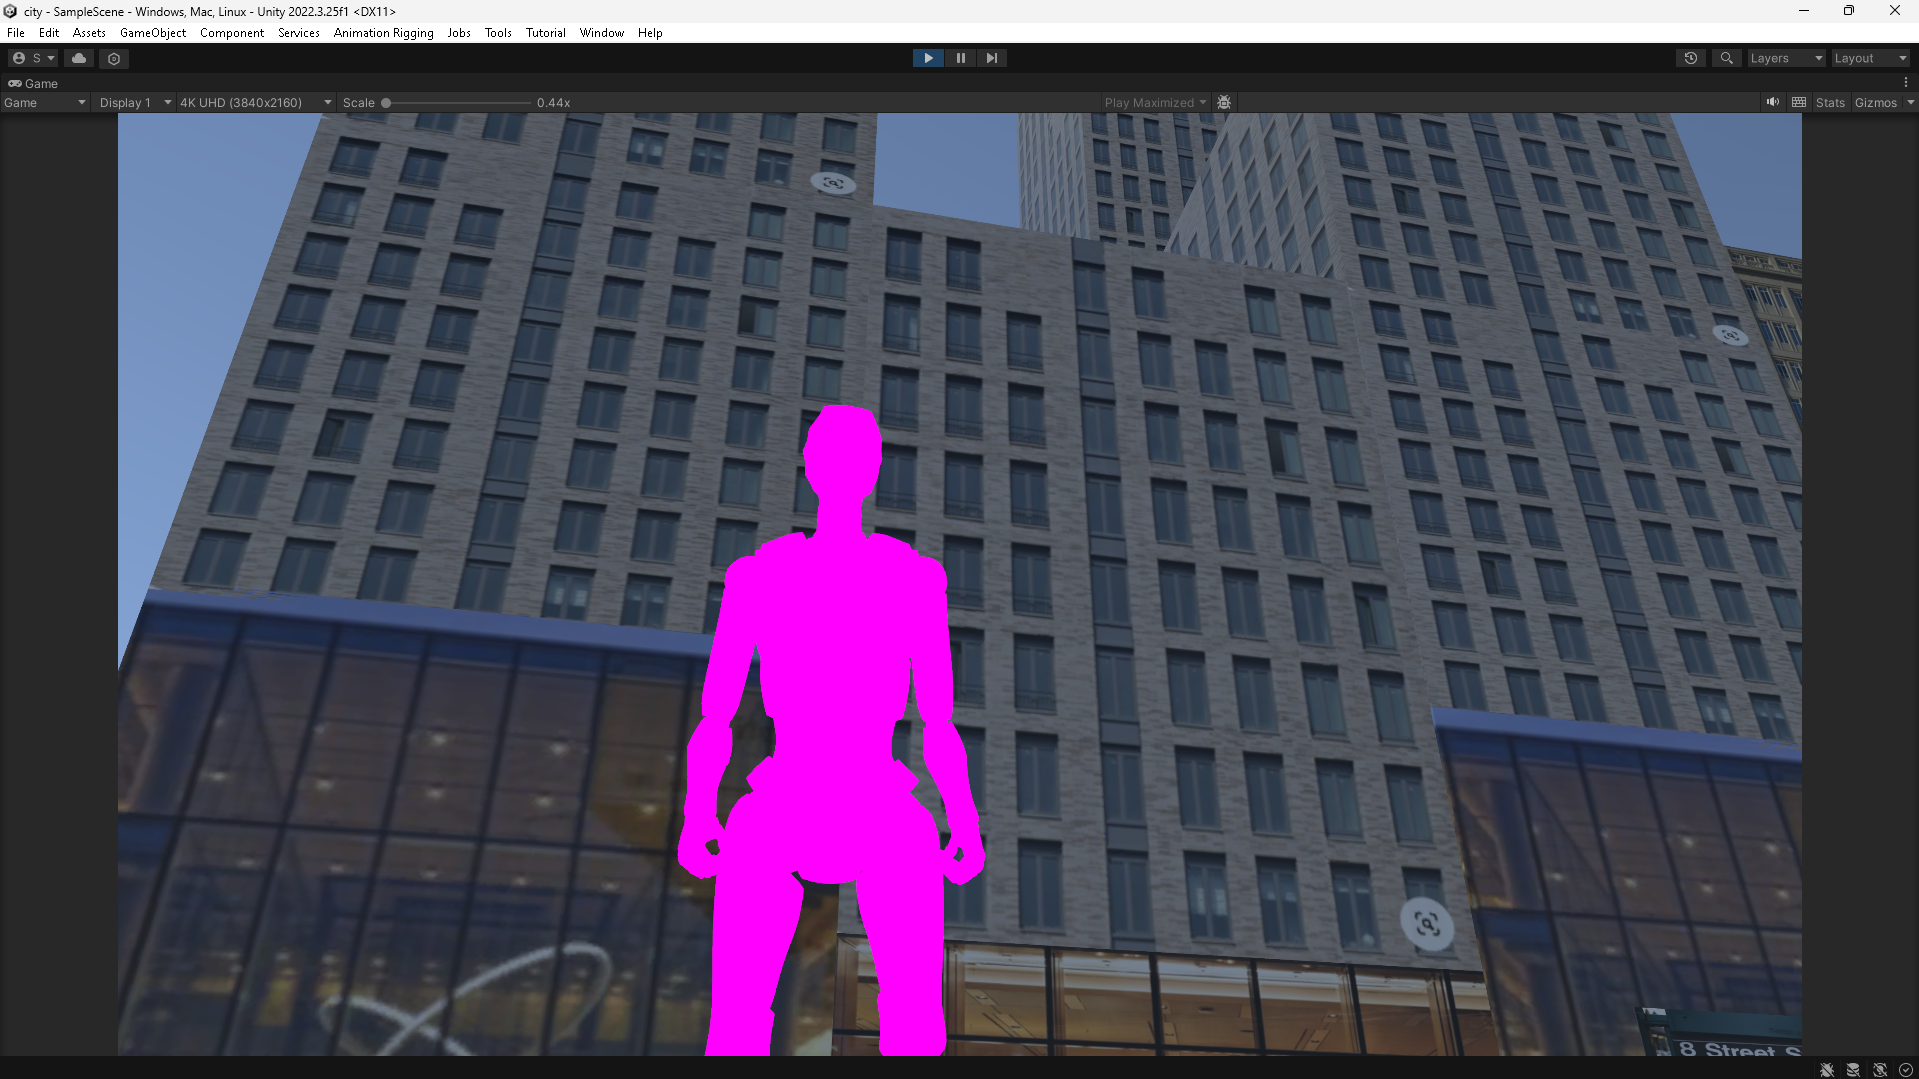 city - SampleScene - Windows, Mac, Linux - Unity 2022.3.25f1 <DX11>
File Edit Assets GameObject Component Services Animation Rigging Jobs Tools Tutorial Window Help
S Layers Layout
Game
Game Display 1 4K UHD (3840x2160) Scale 0.44x Play Maximized Stats Gizmos
8 Street S